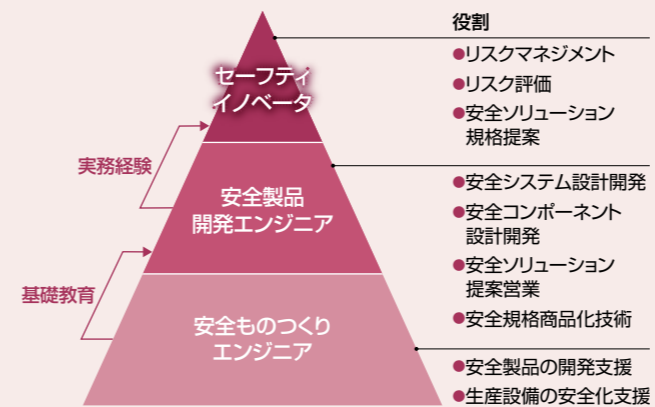 役割
セーフティ
イノベータ
●リスクマネジメント
●リスク評価
●安全ソリューション
規格提案
実務経験
安全製品
開発エンジニア
●安全システム設計開発
●安全コンポーネント
設計開発
●安全ソリューション
提案営業
●安全規格商品化技術
基礎教育
安全ものつくり
エンジニア
●安全製品の開発支援
●生産設備の安全化支援